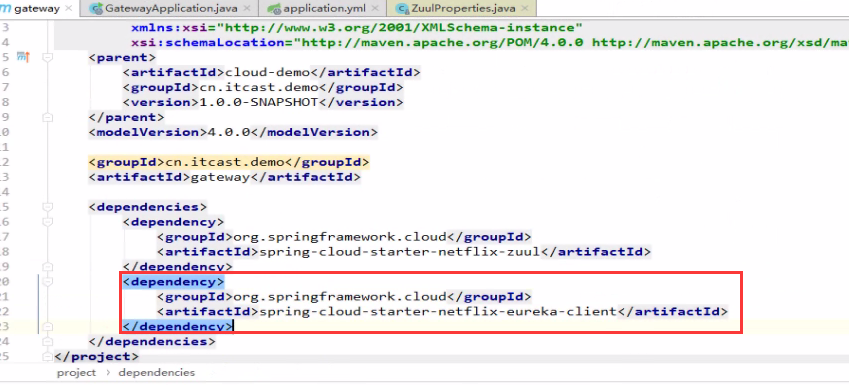 gateway × GatewayApplication.java × application.yml × ZuulProperties.java ×
3 xmlns:xsi="http://www.w3.org/2001/XMLSchema-instance"
4 xsi:schemaLocation="http://maven.apache.org/POM/4.0.0 http://maven.apache.org/xsd/ma
5 <parent>
6 <artifactId>cloud-demo</artifactId>
7 <groupId>cn.itcast.demo</groupId>
8 <version>1.0.0-SNAPSHOT</version>
9 </parent>
10 <modelVersion>4.0.0</modelVersion>
11
12 <groupId>cn.itcast.demo</groupId>
13 <artifactId>gateway</artifactId>
14
15 <dependencies>
16 <dependency>
17 <groupId>org.springframework.cloud</groupId>
18 <artifactId>spring-cloud-starter-netflix-zuul</artifactId>
19 </dependency>
20 <dependency>
21 <groupId>org.springframework.cloud</groupId>
22 <artifactId>spring-cloud-starter-netflix-eureka-client</artifactId>
23 </dependency>
24 </dependencies>
25 </project>
project › dependencies